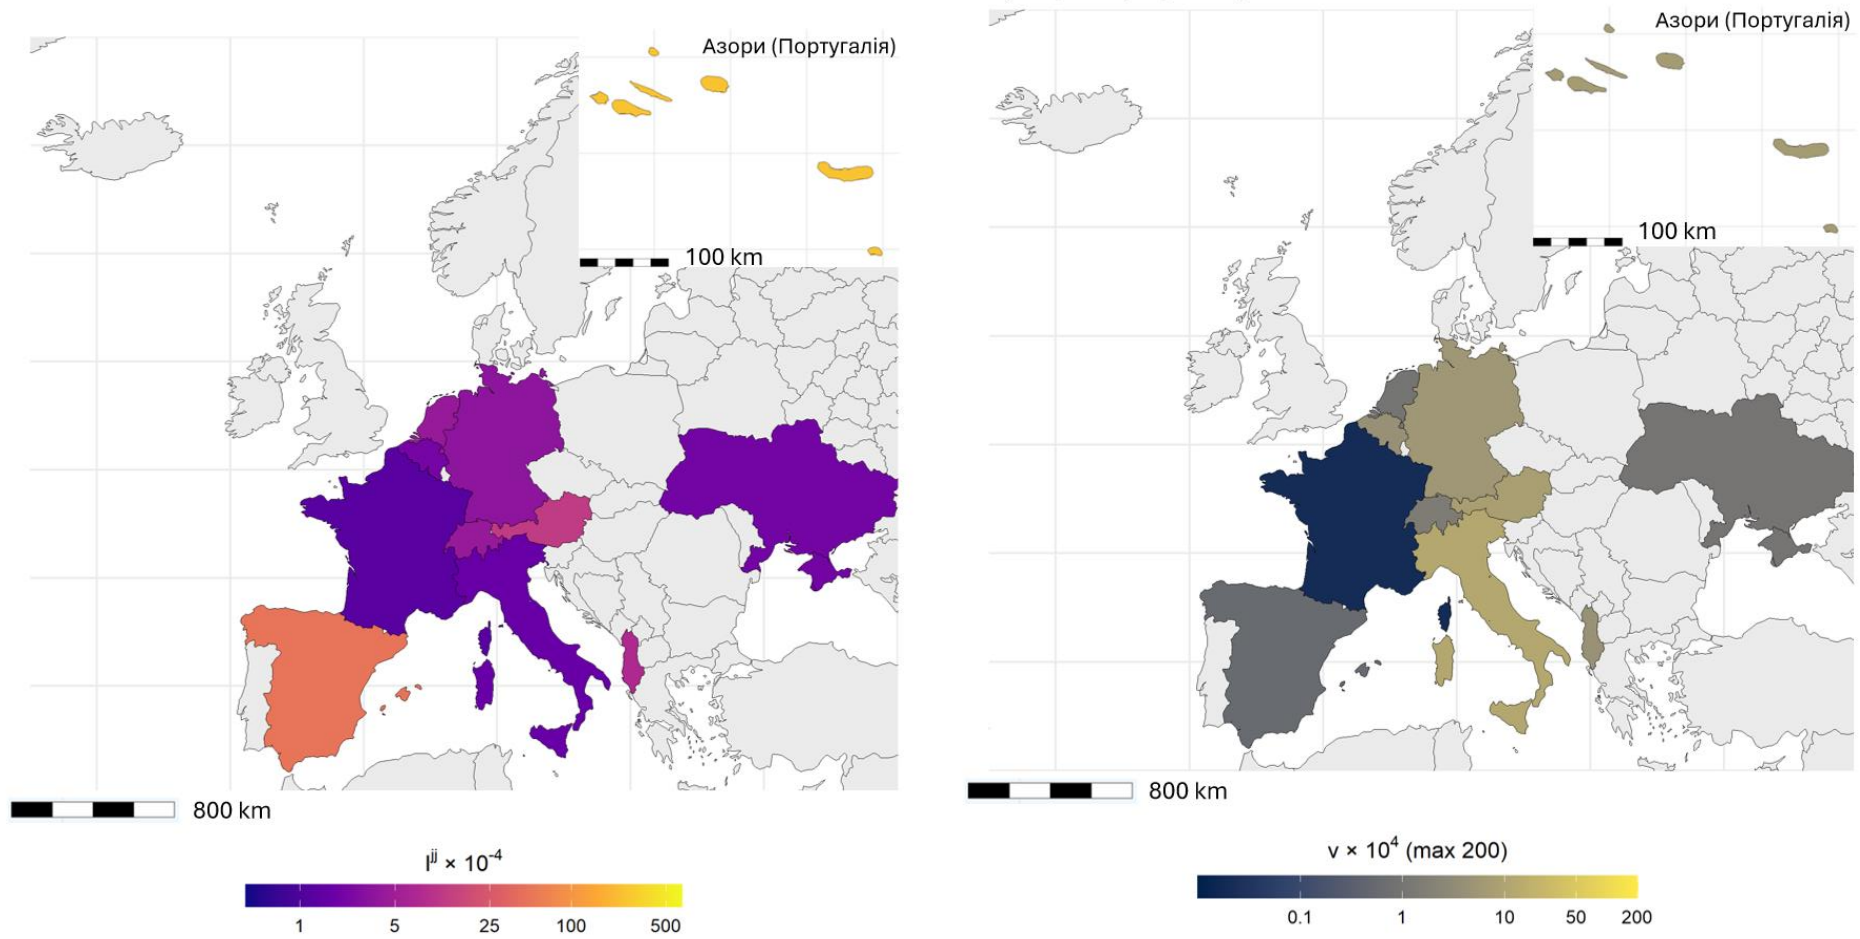 Азори (Португалія)
100 km
800 km
I^jj × 10^-4
1 5 25 100 500
Азори (Португалія)
100 km
800 km
v × 10^4 (max 200)
0.1 1 10 50 200